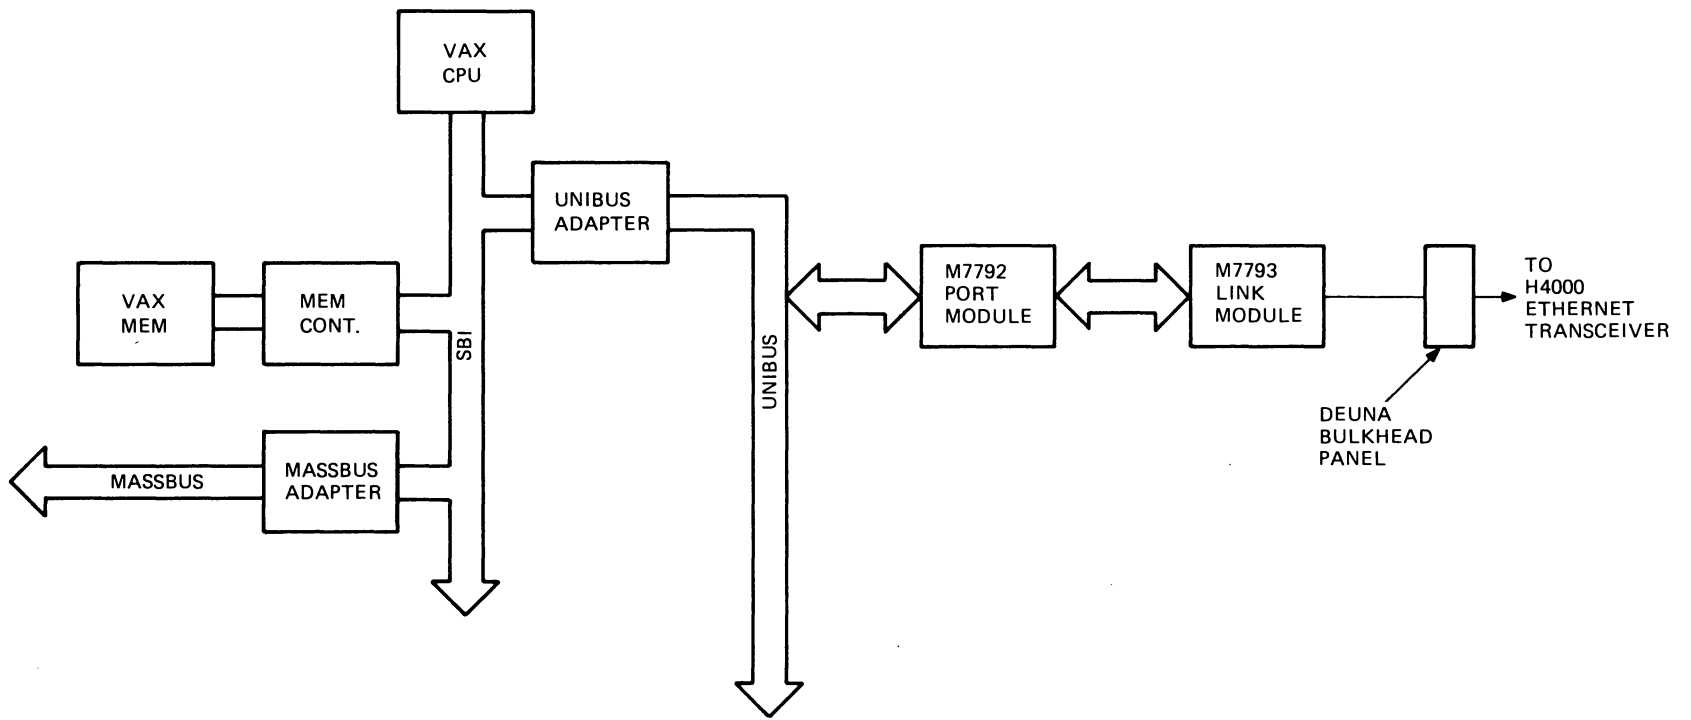 VAX
CPU
UNIBUS
ADAPTER
VAX
MEM
MEM
CONT.
SBI
MASSBUS
MASSBUS
ADAPTER
UNIBUS
M7792
PORT
MODULE
M7793
LINK
MODULE
TO
H4000
ETHERNET
TRANSCEIVER
DEUNA
BULKHEAD
PANEL